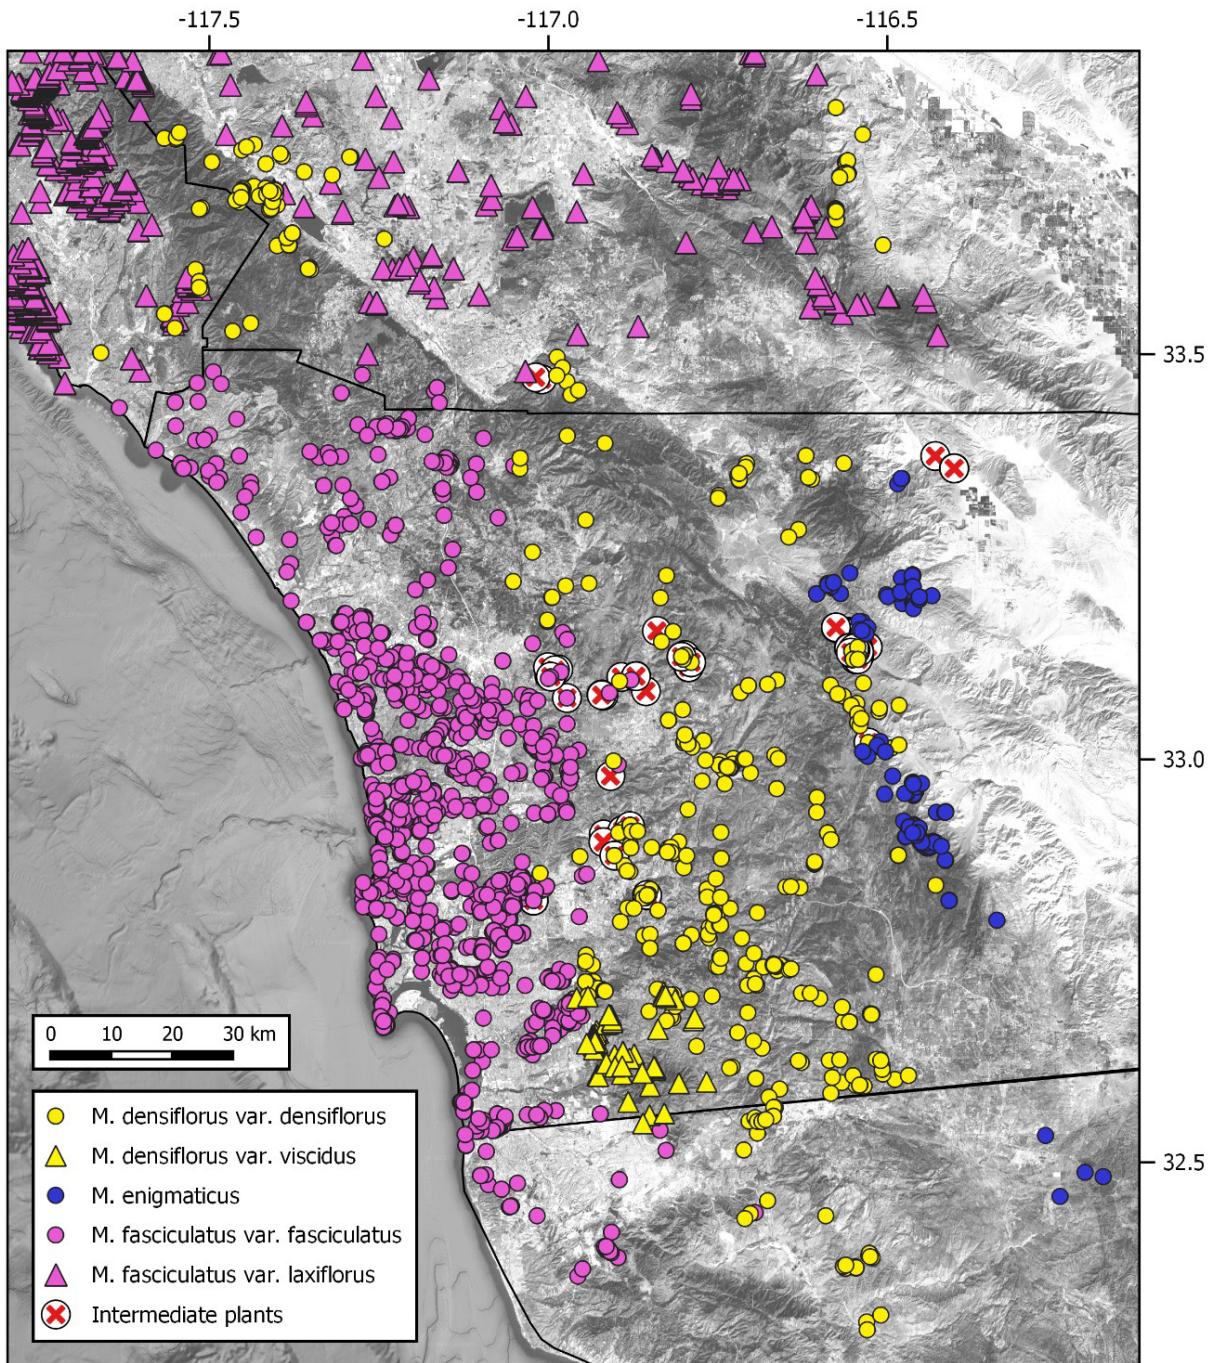 -117.5 -117.0 -116.5
33.5
33.0
32.5
0 10 20 30 km
M. densiflorus var. densiflorus
M. densiflorus var. viscidus
M. enigmaticus
M. fasciculatus var. fasciculatus
M. fasciculatus var. laxiflorus
Intermediate plants